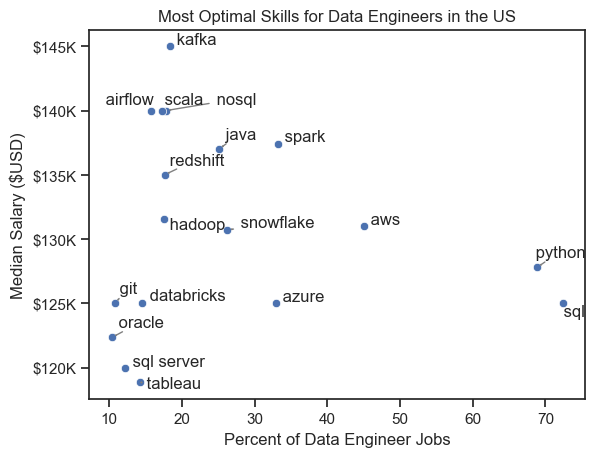 Most Optimal Skills for Data Engineers in the US
$145K
kafka
airflow scala nosql
$140K
java
spark
$135K
redshift
Median Salary ($USD)
$130K
hadoop
snowflake
aws
python
$125K
git
databricks
azure
sql
oracle
$120K
sql server
tableau
10 20 30 40 50 60 70
Percent of Data Engineer Jobs